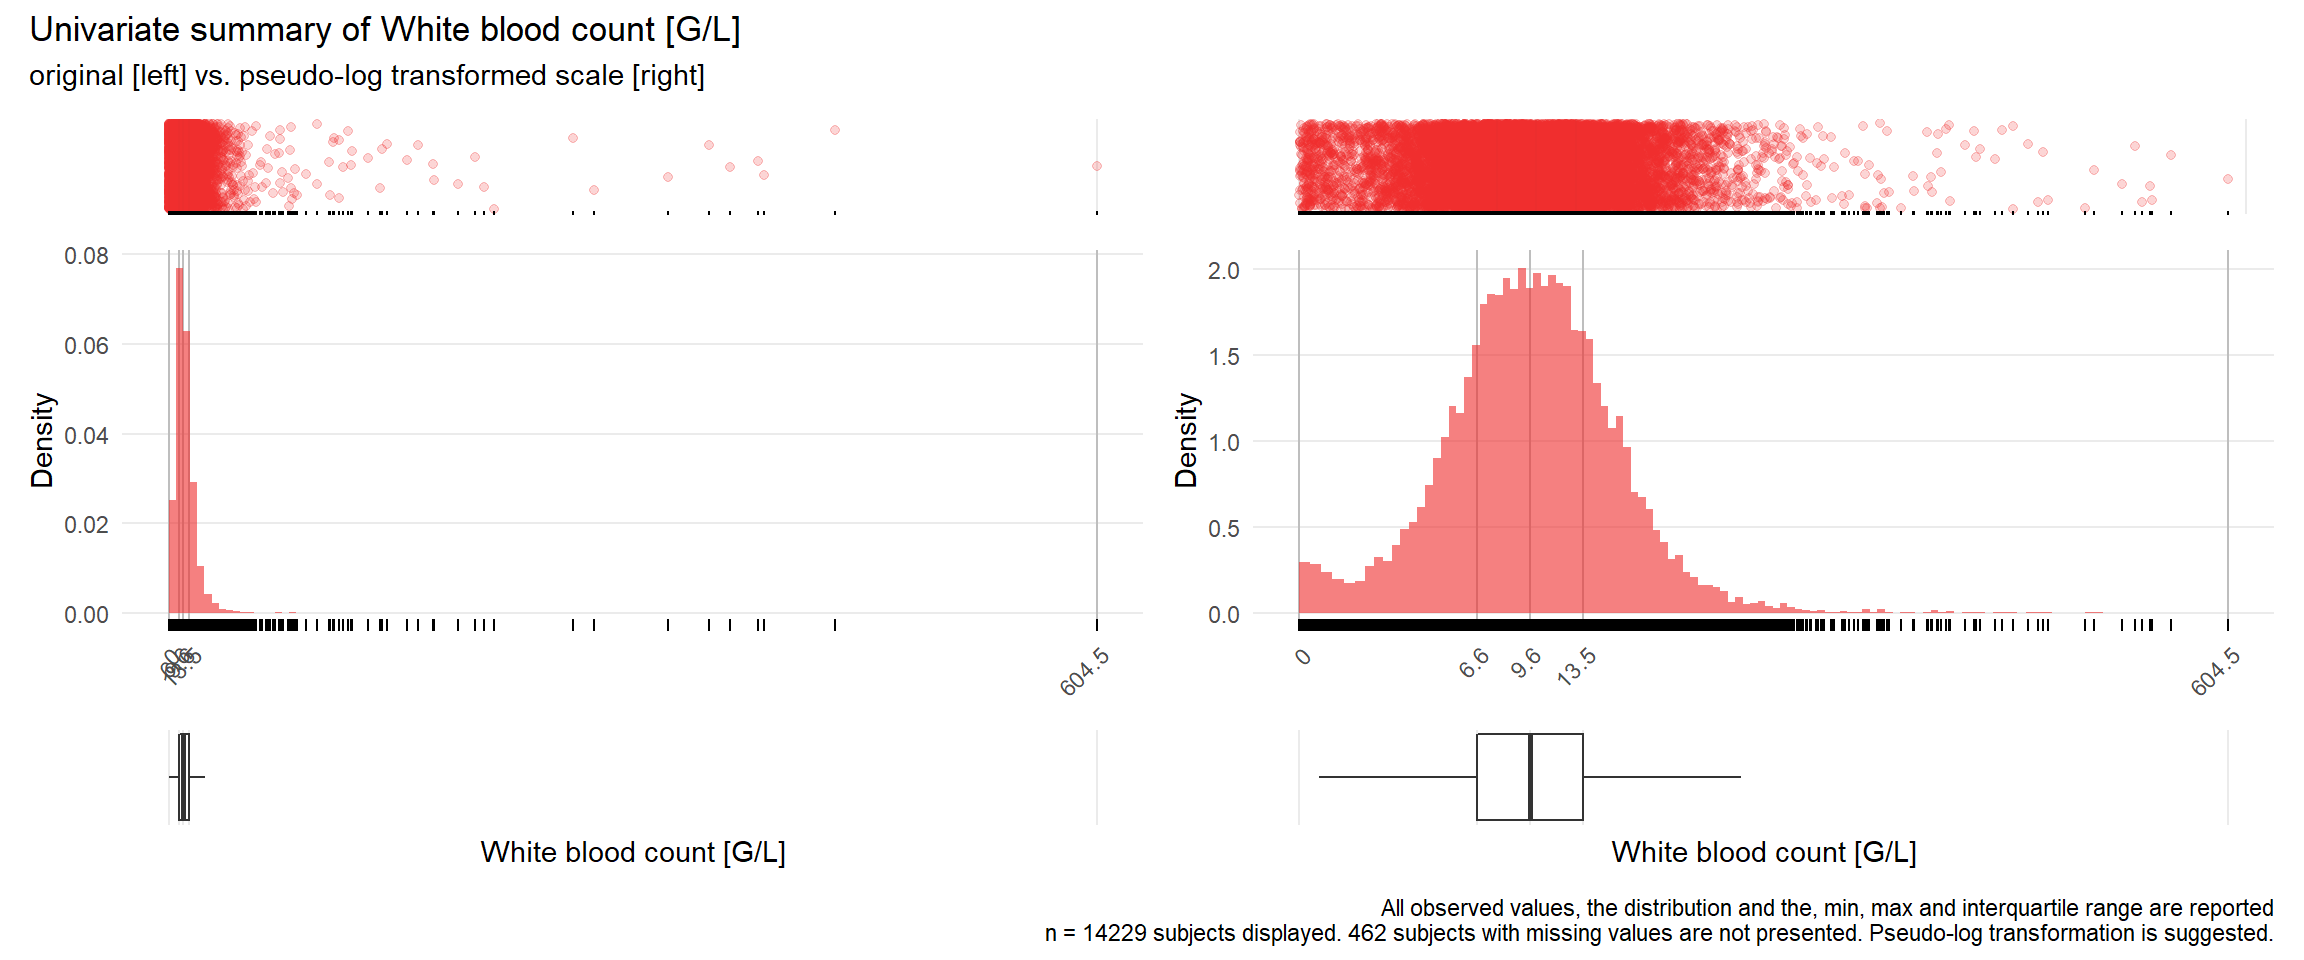 Univariate summary of White blood count [G/L]
original [left] vs. pseudo-log transformed scale [right]
Density
0.08
0.06
0.04
0.02
0.00
604.5
White blood count [G/L]
Density
2.0
1.5
1.0
0.5
0.0
0
6.6
9.6
13.5
604.5
White blood count [G/L]
All observed values, the distribution and the, min, max and interquartile range are reported
n = 14229 subjects displayed. 462 subjects with missing values are not presented. Pseudo-log transformation is suggested.